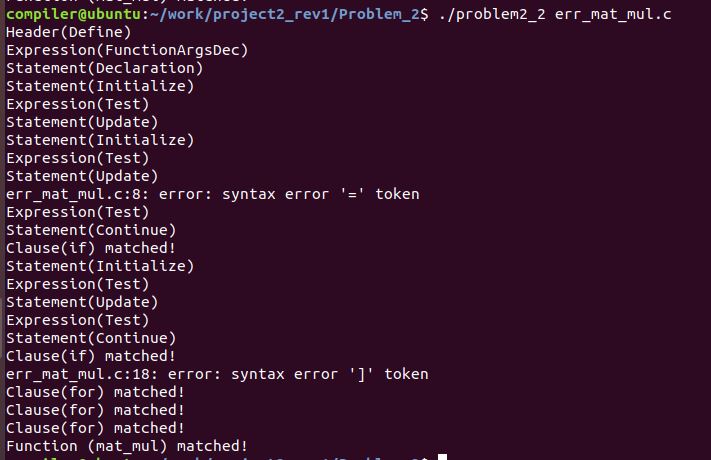 Function (mat_mul) matched!
compiler@ubuntu:~/work/project2_rev1/Problem_2$ ./problem2_2 err_mat_mul.c
Header(Define)
Expression(FunctionArgsDec)
Statement(Declaration)
Statement(Initialize)
Expression(Test)
Statement(Update)
Statement(Initialize)
Expression(Test)
Statement(Update)
err_mat_mul.c:8: error: syntax error '=' token
Expression(Test)
Statement(Continue)
Clause(if) matched!
Statement(Initialize)
Expression(Test)
Statement(Update)
Expression(Test)
Statement(Continue)
Clause(if) matched!
err_mat_mul.c:18: error: syntax error ']' token
Clause(for) matched!
Clause(for) matched!
Clause(for) matched!
Function (mat_mul) matched!